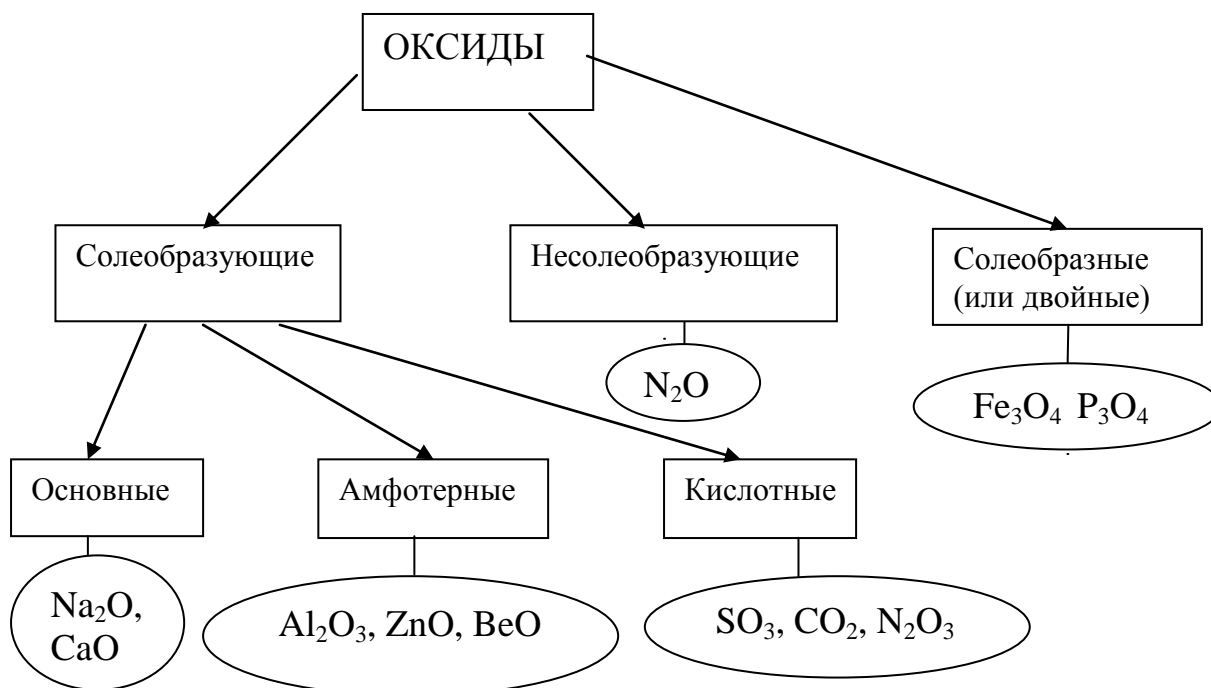 ОКСИДЫ
Солеобразующие
Несолеобразующие
Солеобразные
(или двойные)
N₂O
Fe₃O₄ P₃O₄
Основные
Амфотерные
Кислотные
Na₂O,
CaO
Al₂O₃, ZnO, BeO
SO₃, CO₂, N₂O₃